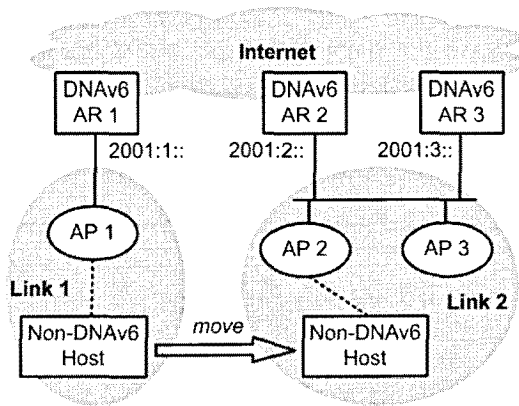 Internet
DNAv6
AR 1
DNAv6
AR 2
DNAv6
AR 3
2001:1::
2001:2::
2001:3::
AP 1
AP 2
AP 3
Link 1
Link 2
Non-DNAv6
Host
move
Non-DNAv6
Host